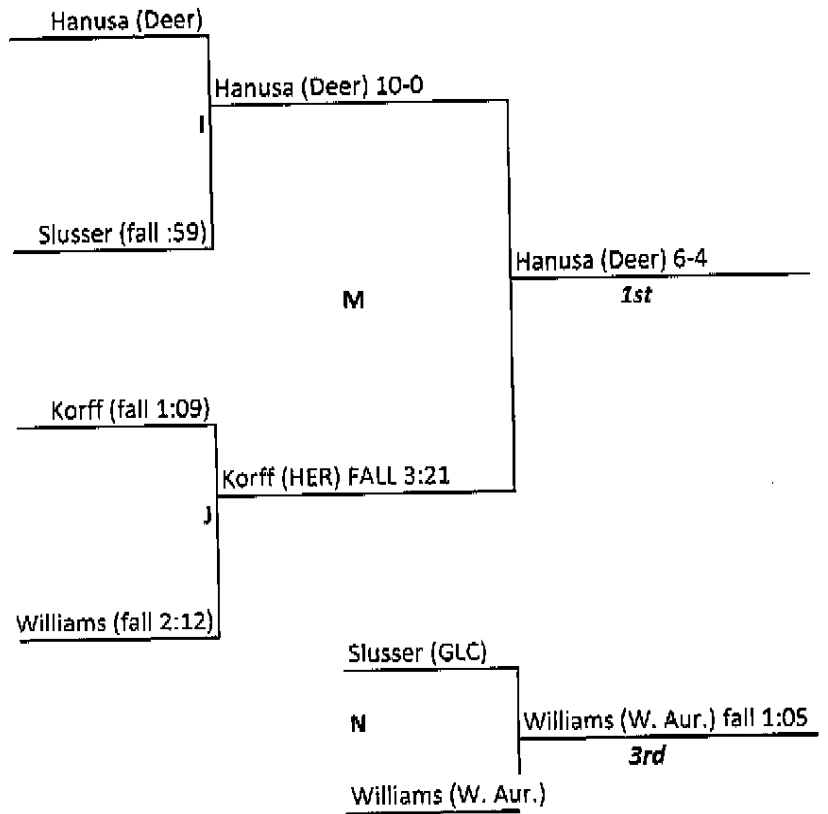 Hanusa (Deer)
Hanusa (Deer) 10-0
I
Slusser (fall :59)
Hanusa (Deer) 6-4
1st
M
Korff (fall 1:09)
Korff (HER) FALL 3:21
J
Williams (fall 2:12)
Slusser (GLC)
N
Williams (W. Aur.) fall 1:05
3rd
Williams (W. Aur.)